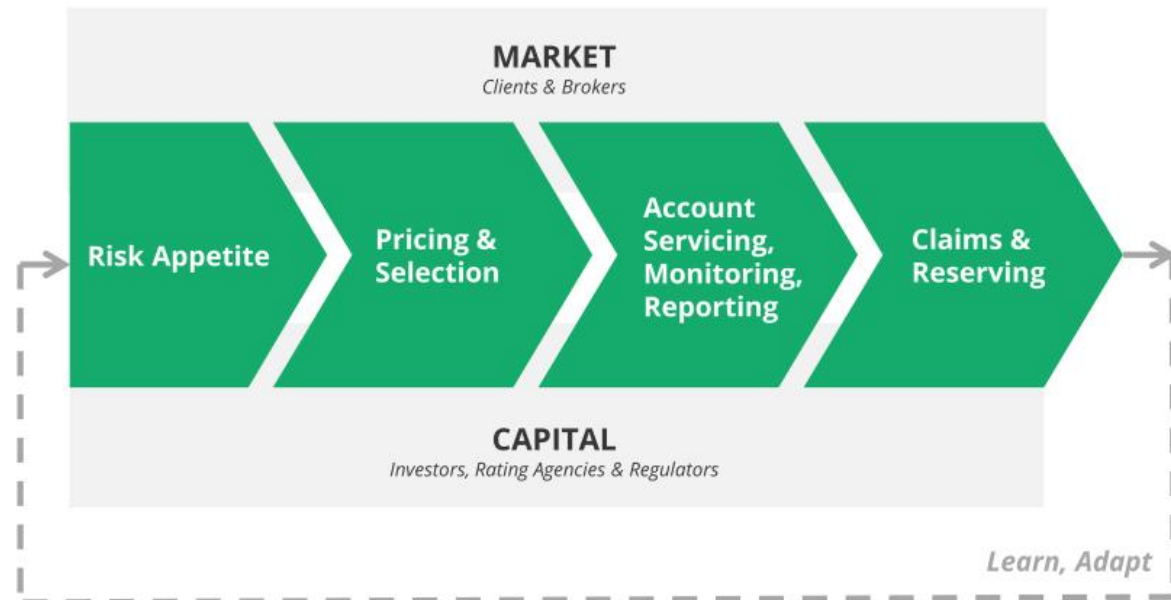 MARKET
Clients & Brokers
Risk Appetite
Pricing &
Selection
Account
Servicing,
Monitoring,
Reporting
Claims &
Reserving
CAPITAL
Investors, Rating Agencies & Regulators
Learn, Adapt